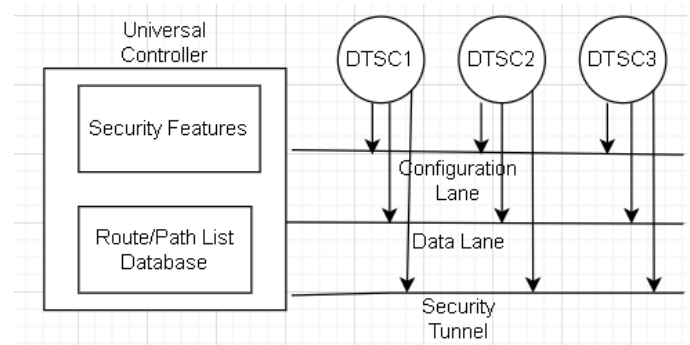 Universal
Controller
DTSC1
DTSC2
DTSC3
Security Features
Configuration
Lane
Route/Path List
Database
Data Lane
Security
Tunnel